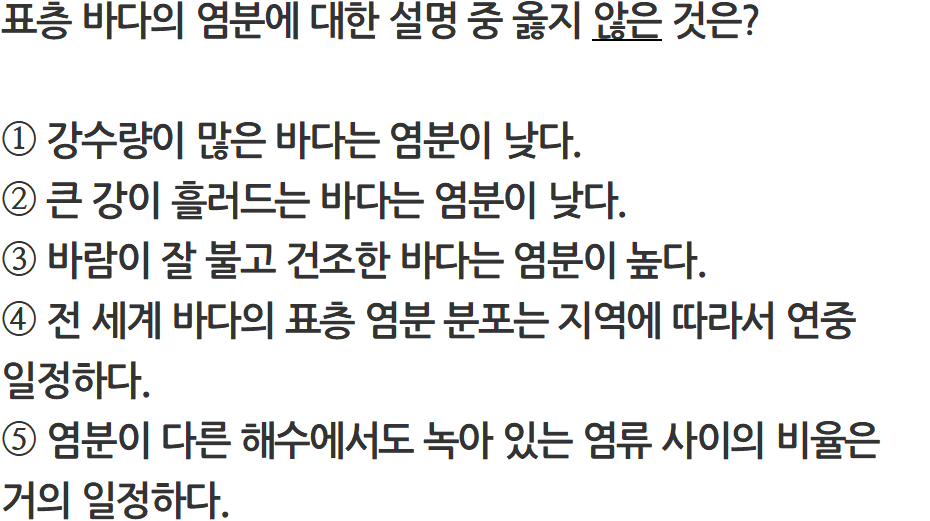 표층 바다의 염분에 대한 설명 중 옳지 않은 것은?
① 강수량이 많은 바다는 염분이 낮다.
② 큰 강이 흘러드는 바다는 염분이 낮다.
③ 바람이 잘 불고 건조한 바다는 염분이 높다.
④ 전 세계 바다의 표층 염분 분포는 지역에 따라서 연중
일정하다.
⑤ 염분이 다른 해수에서도 녹아 있는 염류 사이의 비율은
거의 일정하다.